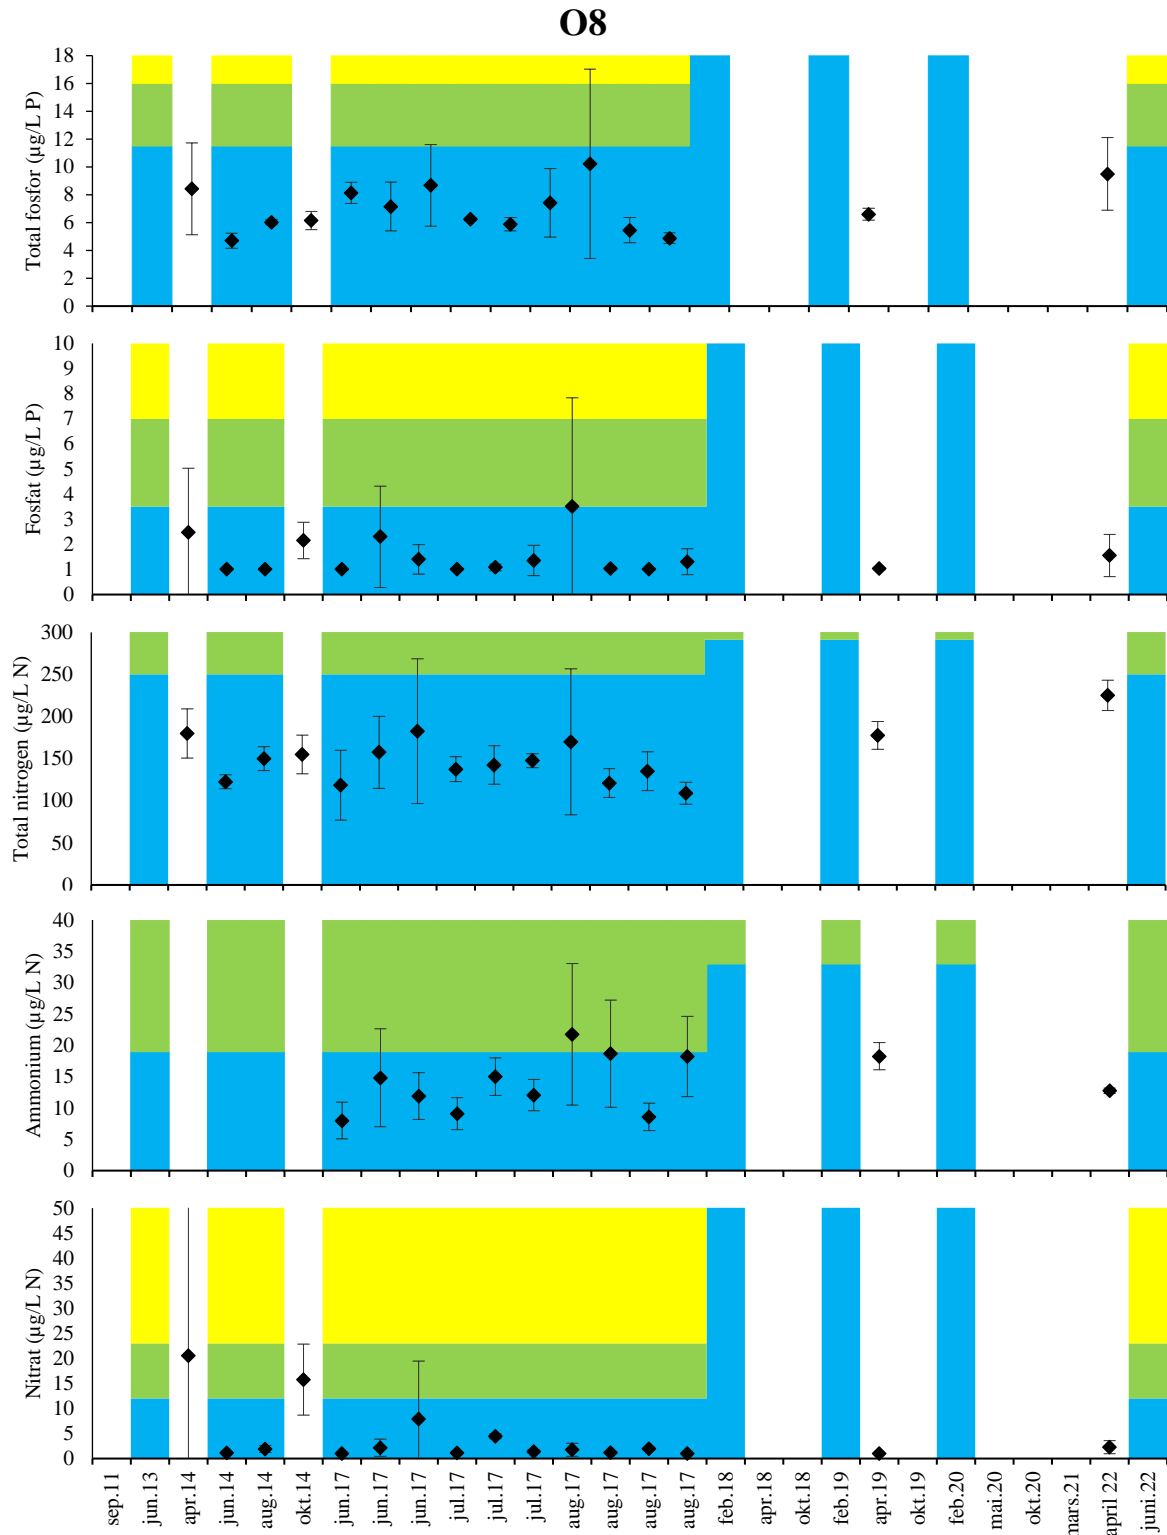 O8
Total fosfor (µg/L P)
18
16
14
12
10
8
6
4
2
0
Fosfat (µg/L P)
10
9
8
7
6
5
4
3
2
1
0
Total nitrogen (µg/L N)
300
250
200
150
100
50
0
Ammonium (µg/L N)
40
35
30
25
20
15
10
5
0
Nitrat (µg/L N)
50
45
40
35
30
25
20
15
10
5
0
sep.11
jun.13
apr.14
jun.14
aug.14
okt.14
jun.17
jun.17
jun.17
jul.17
jul.17
jul.17
aug.17
aug.17
aug.17
aug.17
feb.18
apr.18
okt.18
feb.19
apr.19
okt.19
feb.20
mai.20
okt.20
mars.21
april 22
juni.22